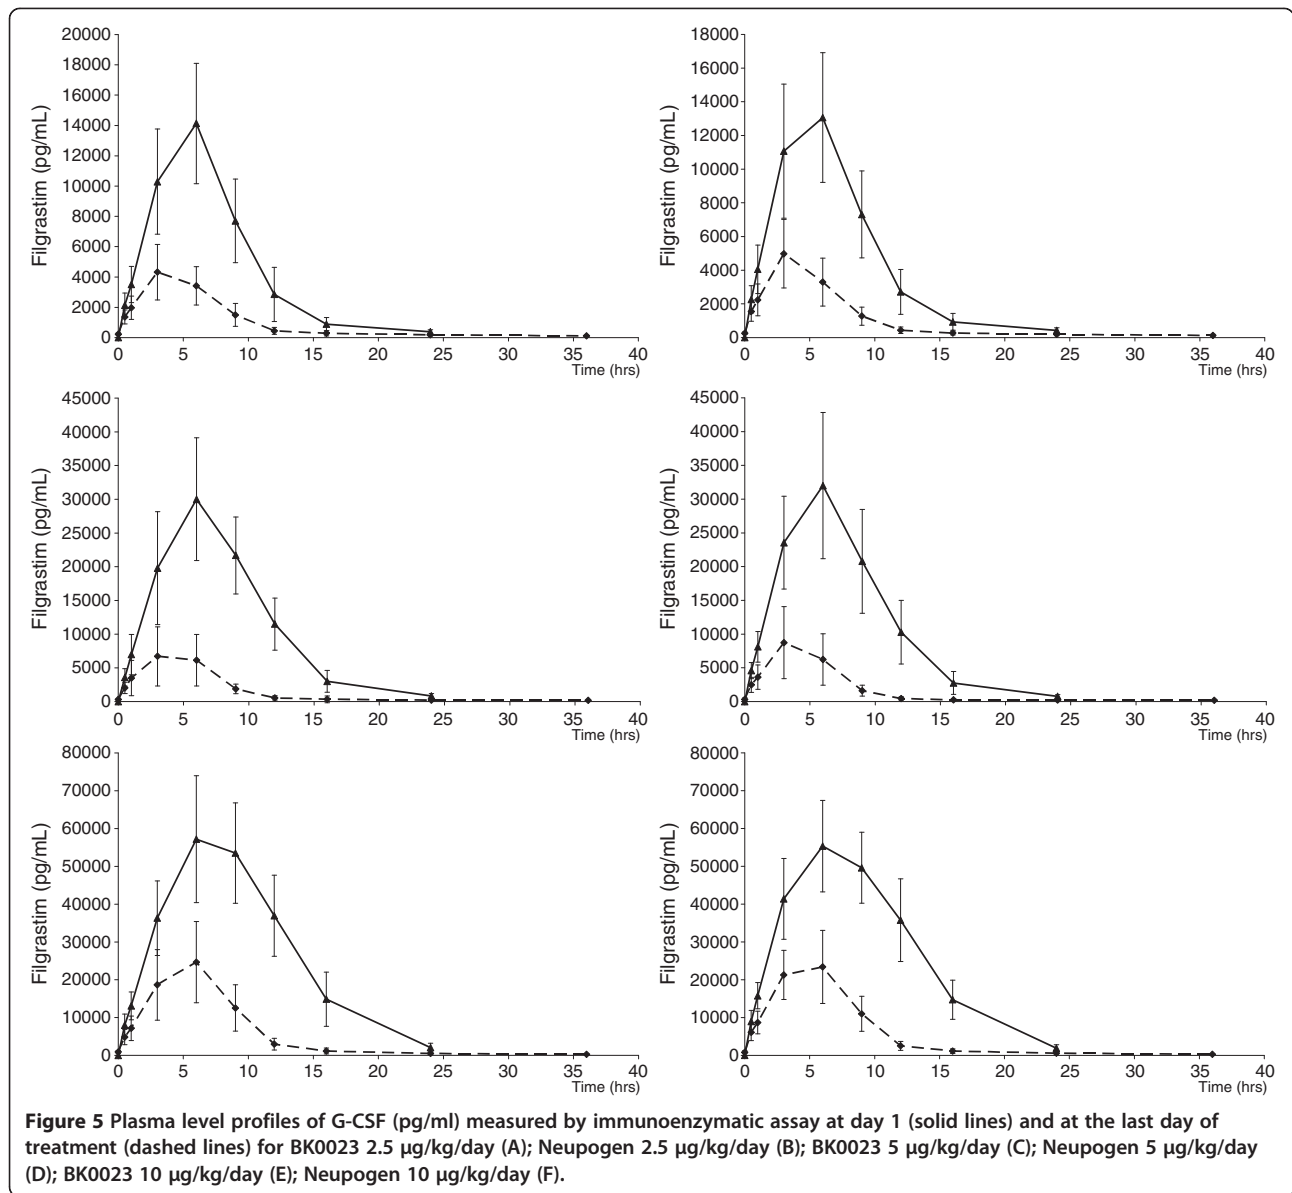 20000
18000
16000
14000
12000
10000
8000
6000
4000
2000
0
Filgrastim (pg/mL)
0 5 10 15 20 25 30 35 40
Time (hrs)
18000
16000
14000
12000
10000
8000
6000
4000
2000
0
Filgrastim (pg/mL)
0 5 10 15 20 25 30 35 40
Time (hrs)
45000
40000
35000
30000
25000
20000
15000
10000
5000
0
Filgrastim (pg/mL)
0 5 10 15 20 25 30 35 40
Time (hrs)
45000
40000
35000
30000
25000
20000
15000
10000
5000
0
Filgrastim (pg/mL)
0 5 10 15 20 25 30 35 40
Time (hrs)
80000
70000
60000
50000
40000
30000
20000
10000
0
Filgrastim (pg/mL)
0 5 10 15 20 25 30 35 40
Time (hrs)
80000
70000
60000
50000
40000
30000
20000
10000
0
Filgrastim (pg/mL)
0 5 10 15 20 25 30 35 40
Time (hrs)
Figure 5 Plasma level profiles of G-CSF (pg/ml) measured by immunoenzymatic assay at day 1 (solid lines) and at the last day of
treatment (dashed lines) for BK0023 2.5 μg/kg/day (A); Neupogen 2.5 μg/kg/day (B); BK0023 5 μg/kg/day (C); Neupogen 5 μg/kg/day
(D); BK0023 10 μg/kg/day (E); Neupogen 10 μg/kg/day (F).